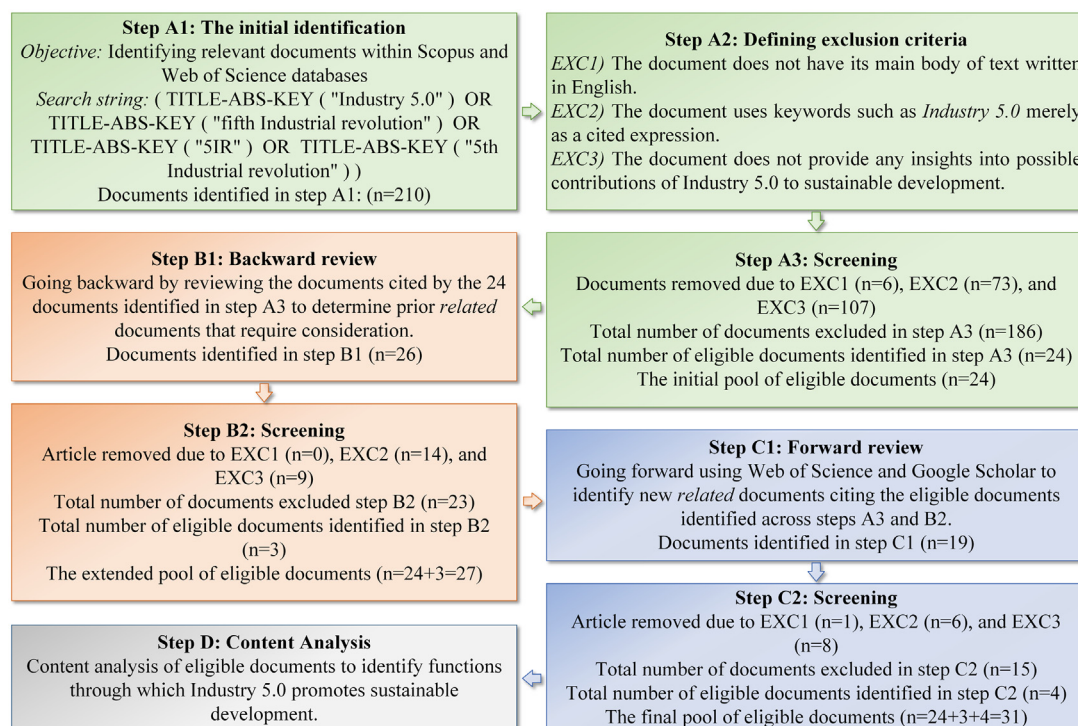 Step A1: The initial identification
Objective: Identifying relevant documents within Scopus and
Web of Science databases
Search string: ( TITLE-ABS-KEY ( "Industry 5.0" )  OR
TITLE-ABS-KEY ( "fifth Industrial revolution" )  OR
TITLE-ABS-KEY ( "5IR" )  OR  TITLE-ABS-KEY ( "5th
Industrial revolution" ) )
Documents identified in step A1: (n=210)
Step A2: Defining exclusion criteria
EXC1) The document does not have its main body of text written
in English.
EXC2) The document uses keywords such as Industry 5.0 merely
as a cited expression.
EXC3) The document does not provide any insights into possible
contributions of Industry 5.0 to sustainable development.
Step A3: Screening
Documents removed due to EXC1 (n=6), EXC2 (n=73), and
EXC3 (n=107)
Total number of documents excluded in step A3 (n=186)
Total number of eligible documents identified in step A3 (n=24)
The initial pool of eligible documents (n=24)
Step B1: Backward review
Going backward by reviewing the documents cited by the 24
documents identified in step A3 to determine prior related
documents that require consideration.
Documents identified in step B1 (n=26)
Step B2: Screening
Article removed due to EXC1 (n=0), EXC2 (n=14), and
EXC3 (n=9)
Total number of documents excluded step B2 (n=23)
Total number of eligible documents identified in step B2
(n=3)
The extended pool of eligible documents (n=24+3=27)
Step C1: Forward review
Going forward using Web of Science and Google Scholar to
identify new related documents citing the eligible documents
identified across steps A3 and B2.
Documents identified in step C1 (n=19)
Step C2: Screening
Article removed due to EXC1 (n=1), EXC2 (n=6), and EXC3
(n=8)
Total number of documents excluded in step C2 (n=15)
Total number of eligible documents identified in step C2 (n=4)
The final pool of eligible documents (n=24+3+4=31)
Step D: Content Analysis
Content analysis of eligible documents to identify functions
through which Industry 5.0 promotes sustainable
development.